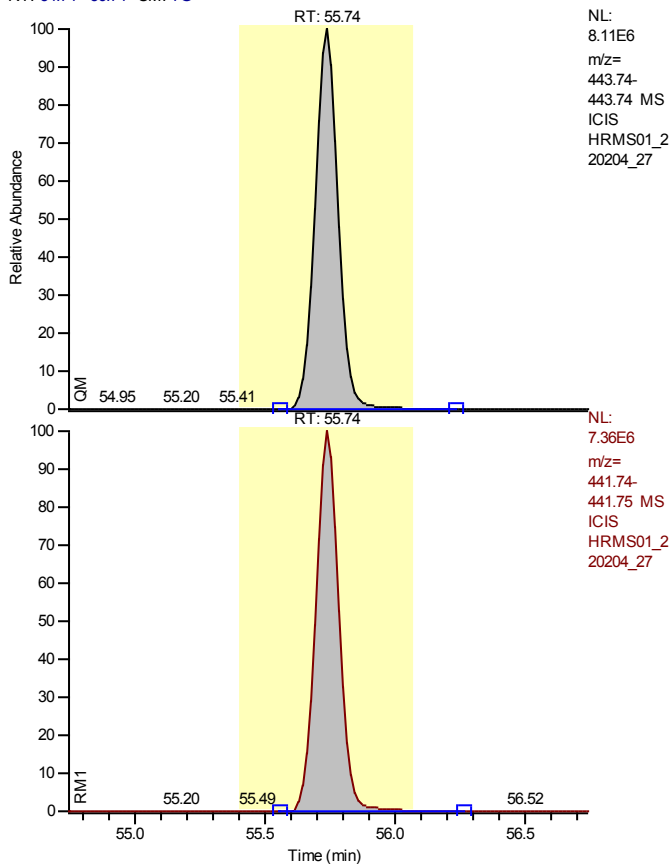 RT: 55.74
NL:
8.11E6
m/z=
443.74-
443.74 MS
ICIS
HRMS01_2
20204_27
100
90
80
70
60
50
40
30
20
10
0
Relative Abundance
QM
54.95 55.20 55.41
RT: 55.74
NL:
7.36E6
m/z=
441.74-
441.75 MS
ICIS
HRMS01_2
20204_27
100
90
80
70
60
50
40
30
20
10
0
RM1
55.20 55.49 56.52
55.0 55.5 56.0 56.5
Time (min)